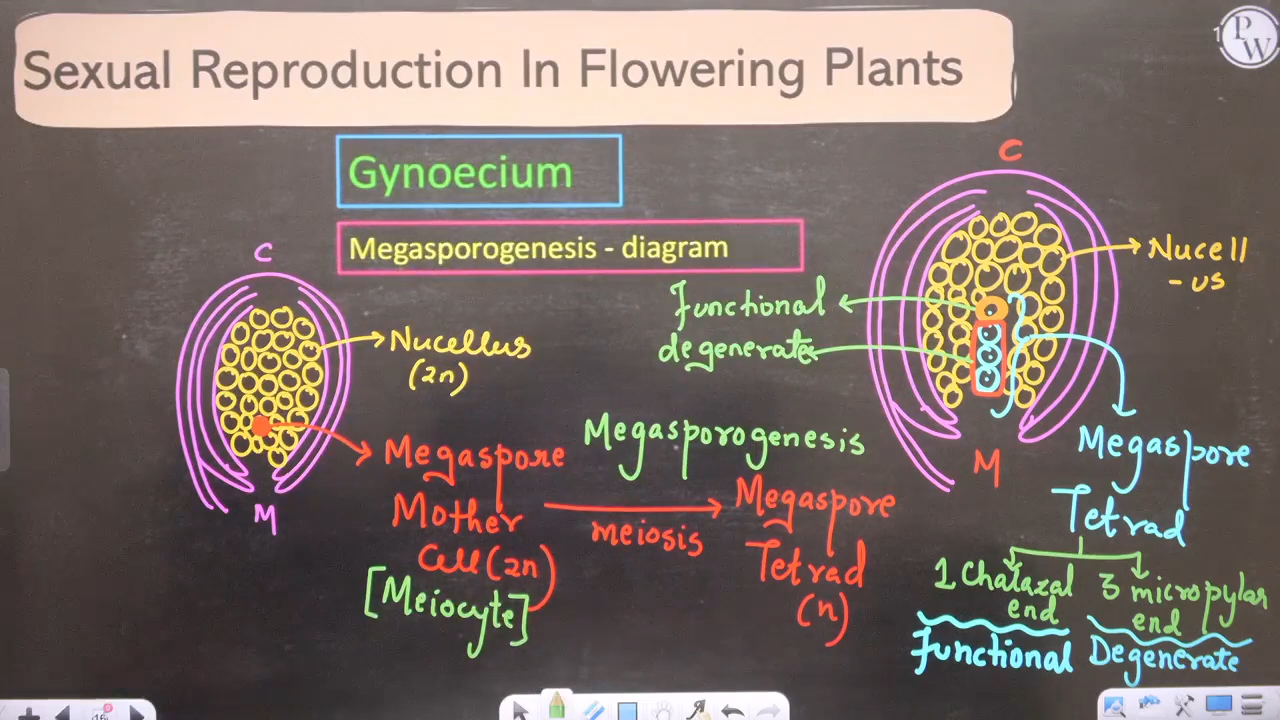 Sexual Reproduction In Flowering Plants
PW
Gynoecium
Megasporogenesis - diagram
C
Nucellus
(2n)
M
Megaspore
Mother
Cell (2n)
[Meiocyte]
Megasporogenesis
meiosis
Megaspore
Tetrad
(n)
C
Nucell
-us
Functional
degenerate
M
Megaspore
Tetrad
1 Chalazal
end
3 micropylar
end
Functional
Degenerate